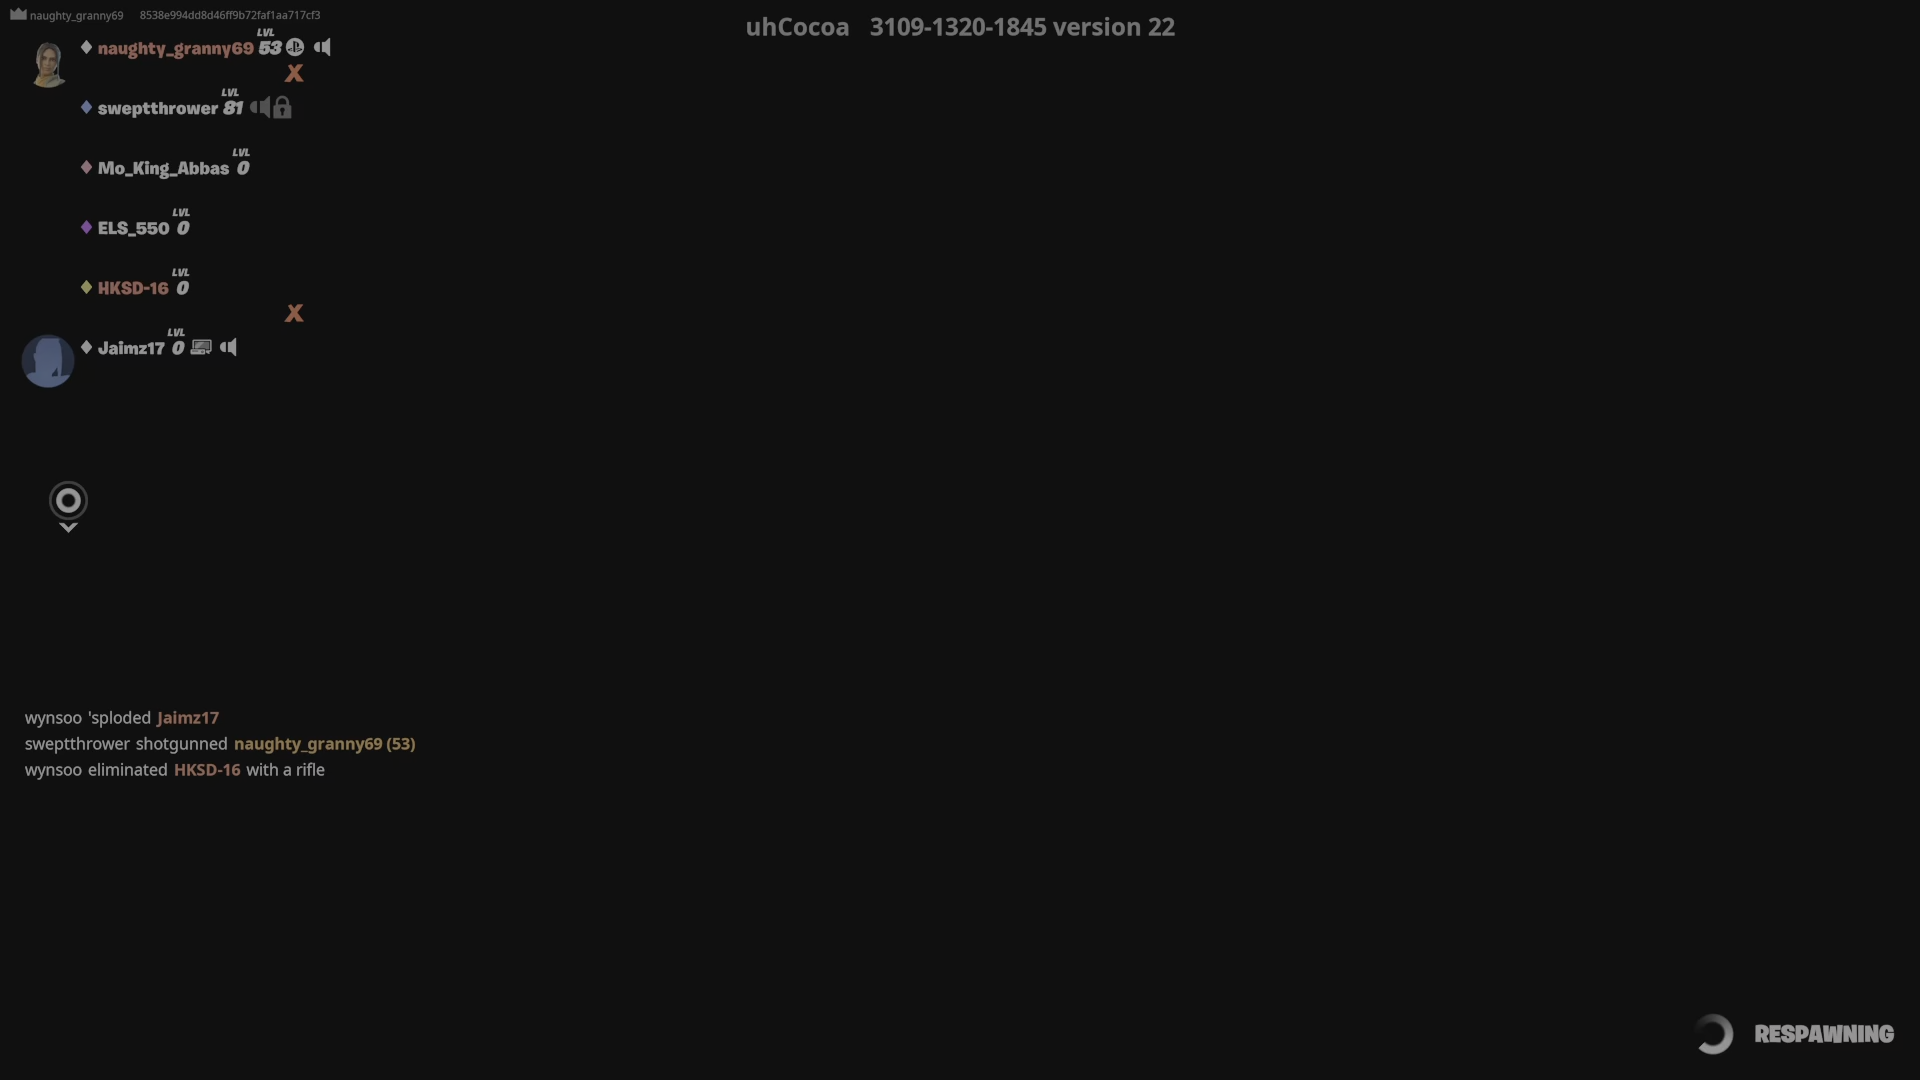 naughty_granny69 8538e994dd8d46ff9b72faf1aa717cf3
uhCocoa 3109-1320-1845 version 22
LVL
naughty_granny69 53
X
LVL
sweptthrower 81
LVL
Mo_King_Abbas 0
LVL
ELS_550 0
LVL
HKSD-16 0
X
LVL
Jaimz17 0
wynsoo 'sploded Jaimz17
sweptthrower shotgunned naughty_granny69 (53)
wynsoo eliminated HKSD-16 with a rifle
RESPAWNING